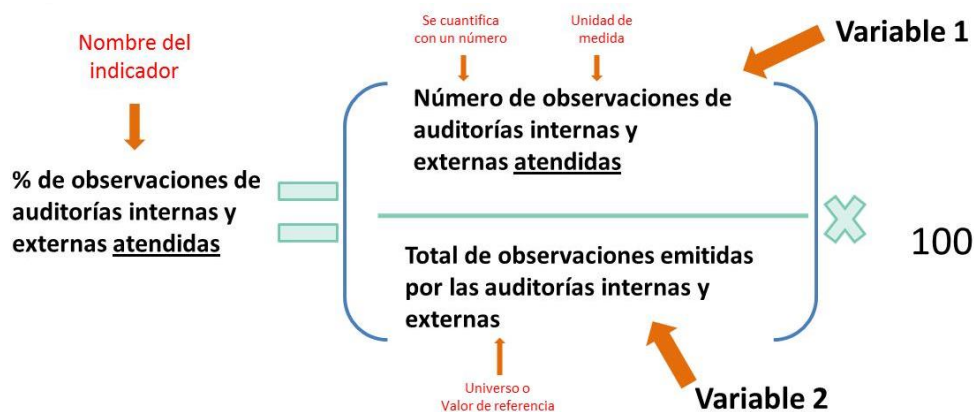 Nombre del
indicador
Se cuantifica
con un número
Unidad de
medida
Variable 1
% de observaciones de
auditorías internas y
externas atendidas
Número de observaciones de
auditorías internas y
externas atendidas
Total de observaciones emitidas
por las auditorías internas y
externas
100
Universo o
Valor de referencia
Variable 2